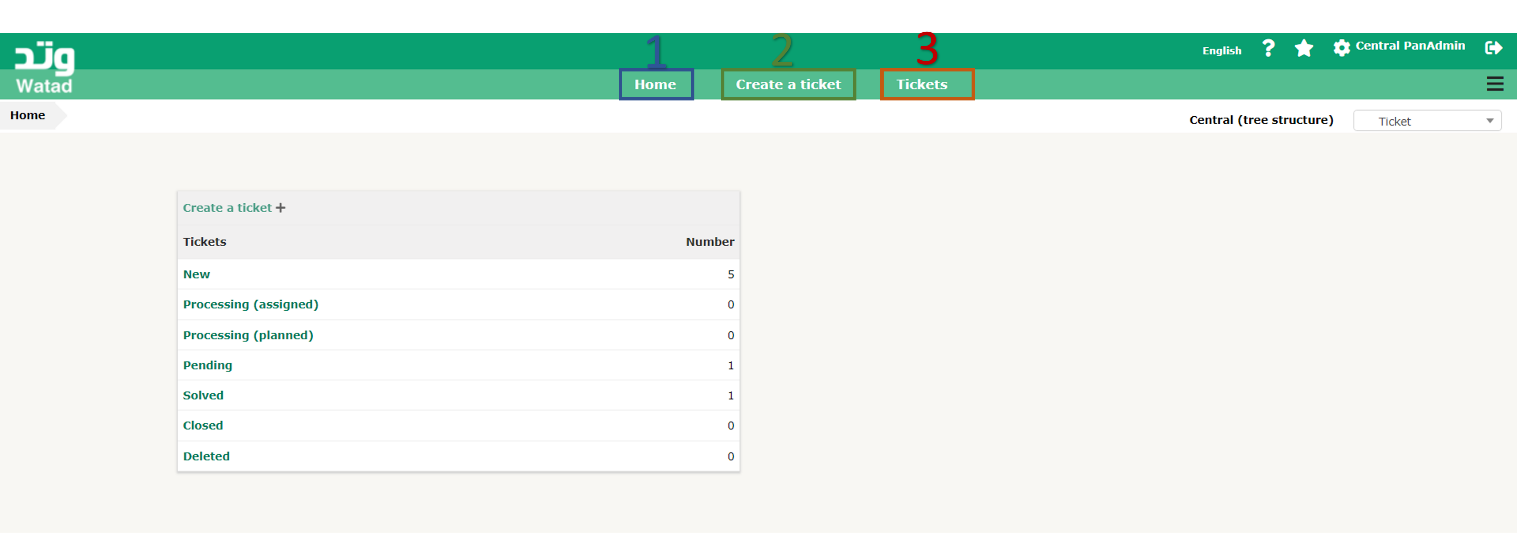 وتد
Watad
1
2
3
English ? Central PanAdmin
Home Create a ticket Tickets
Home
Central (tree structure) Ticket
Create a ticket +
Tickets Number
New 5
Processing (assigned) 0
Processing (planned) 0
Pending 1
Solved 1
Closed 0
Deleted 0